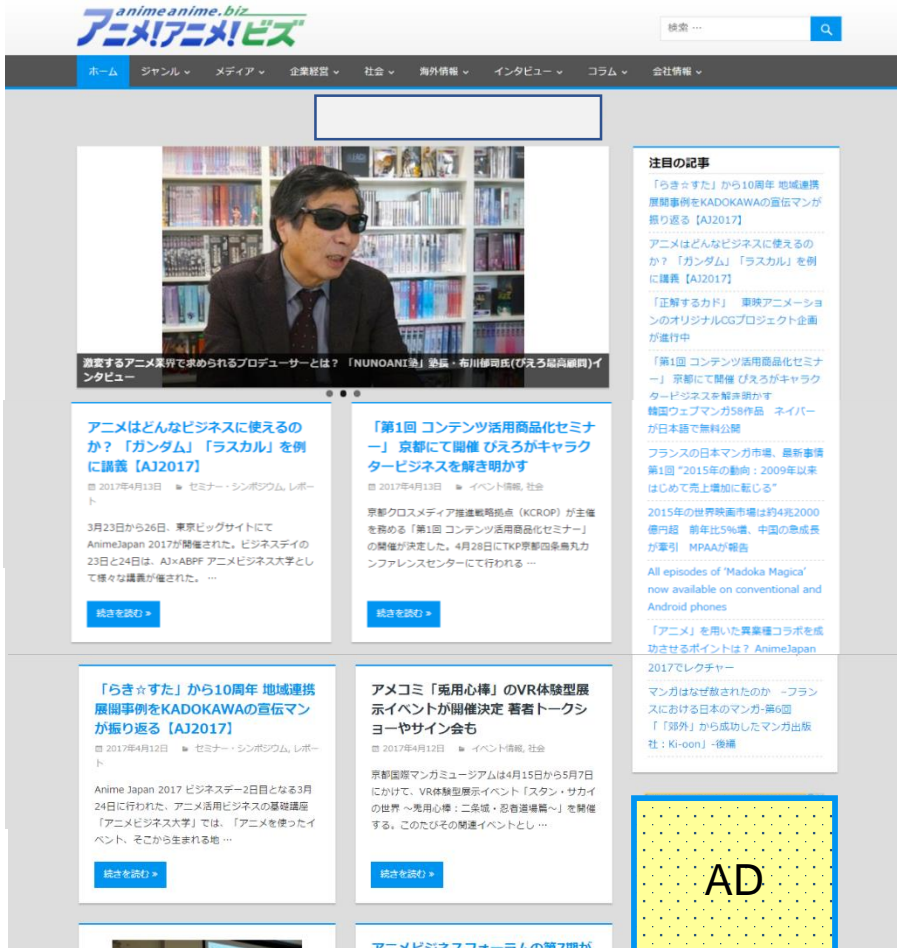 animeanime.biz
アニメ!アニメ!ビズ
検索 …
ホーム ジャンル メディア 企業経営 社会 海外情報 インタビュー コラム 会社情報
激変するアニメ業界で求められるプロデューサーとは？ 「NUNOANI塾」塾長・布川郁司氏(ぴえろ最高顧問)イ
ンタビュー
アニメはどんなビジネスに使えるの
か？ 「ガンダム」「ラスカル」を例
に講義【AJ2017】
2017年4月13日 セミナー・シンポジウム, レポー
ト
3月23日から26日、東京ビッグサイトにて
AnimeJapan 2017が開催された。ビジネスデイの
23日と24日は、AJ×ABPF アニメビジネス大学とし
て様々な講義が催された。 …
続きを読む »
「第1回 コンテンツ活用商品化セミナ
ー」 京都にて開催 ぴえろがキャラク
タービジネスを解き明かす
2017年4月13日 イベント情報, 社会
京都クロスメディア推進戦略拠点（KCROP）が主催
を務める「第1回 コンテンツ活用商品化セミナー」
の開催が決定した。4月28日にTKP京都四条烏丸カ
ンファレンスセンターにて行われる …
続きを読む »
「らき☆すた」から10周年 地域連携
展開事例をKADOKAWAの宣伝マン
が振り返る【AJ2017】
2017年4月12日 セミナー・シンポジウム, レポー
ト
Anime Japan 2017 ビジネスデー2日目となる3月
24日に行われた、アニメ活用ビジネスの基礎講座
「アニメビジネス大学」では、「アニメを使ったイ
ベント、そこから生まれる地 …
続きを読む »
アメコミ「兎用心棒」のVR体験型展
示イベントが開催決定 著者トークシ
ョーやサイン会も
2017年4月12日 イベント情報, 社会
京都国際マンガミュージアムは4月15日から5月7日
にかけて、VR体験型展示イベント「スタン・サカイ
の世界 ～兎用心棒：二条城・忍者道場篇～」を開催
する。このたびその関連イベントとし …
続きを読む »
アニメビジネスフォーラムの第7期が
注目の記事
「らき☆すた」から10周年 地域連携
展開事例をKADOKAWAの宣伝マンが
振り返る【AJ2017】
アニメはどんなビジネスに使えるの
か？ 「ガンダム」「ラスカル」を例
に講義【AJ2017】
「正解するカド」 東映アニメーショ
ンのオリジナルCGプロジェクト企画
が進行中
「第1回 コンテンツ活用商品化セミナ
ー」 京都にて開催 ぴえろがキャラク
タービジネスを解き明かす
韓国ウェブマンガ58作品 ネイバー
が日本語で無料公開
フランスの日本マンガ市場、最新事情
第1回 “2015年の動向：2009年以来
はじめて売上増加に転じる”
2015年の世界映画市場は約4兆2000
億円超 前年比5%増、中国の急成長
が牽引 MPAAが報告
All episodes of ‘Madoka Magica’
now available on conventional and
Android phones
「アニメ」を用いた異業種コラボを成
功させるポイントは？ AnimeJapan
2017でレクチャー
マンガはなぜ赦されたのか －フラン
スにおける日本のマンガ-第6回
「「郊外」から成功したマンガ出版
社：Ki-oon」-後編
AD